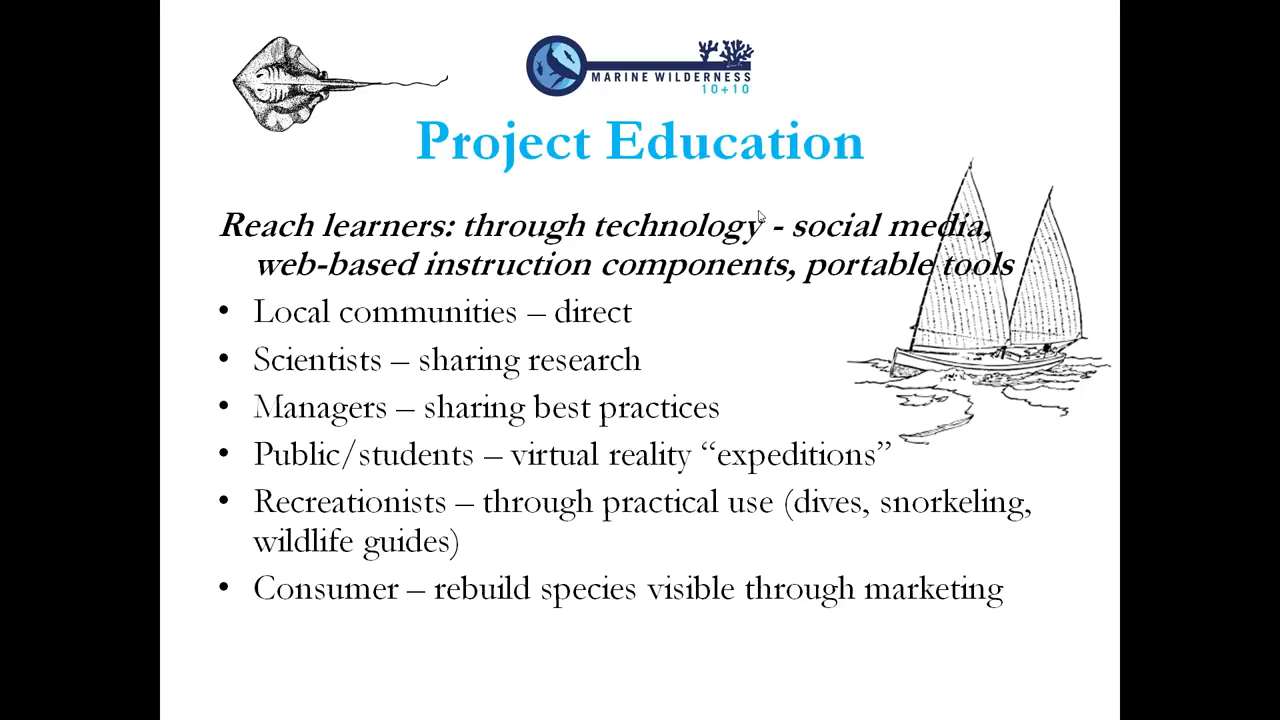 MARINE WILDERNESS
10+10
Project Education
Reach learners: through technology - social media,
web-based instruction components, portable tools
• Local communities – direct
• Scientists – sharing research
• Managers – sharing best practices
• Public/students – virtual reality “expeditions”
• Recreationists – through practical use (dives, snorkeling,
wildlife guides)
• Consumer – rebuild species visible through marketing